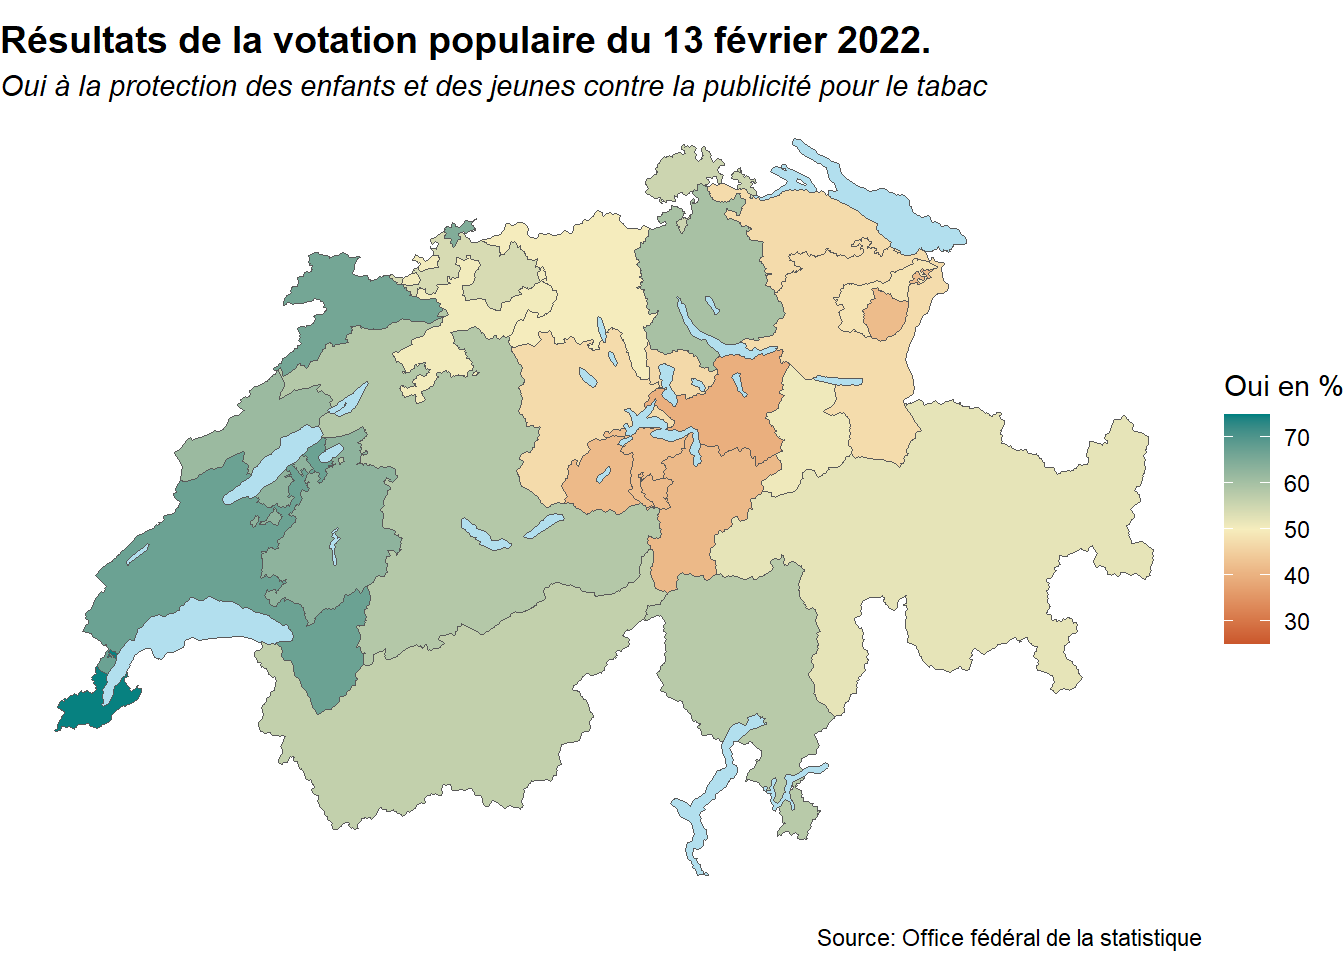 Résultats de la votation populaire du 13 février 2022.
Oui à la protection des enfants et des jeunes contre la publicité pour le tabac
Oui en %
70
60
50
40
30
Source: Office fédéral de la statistique